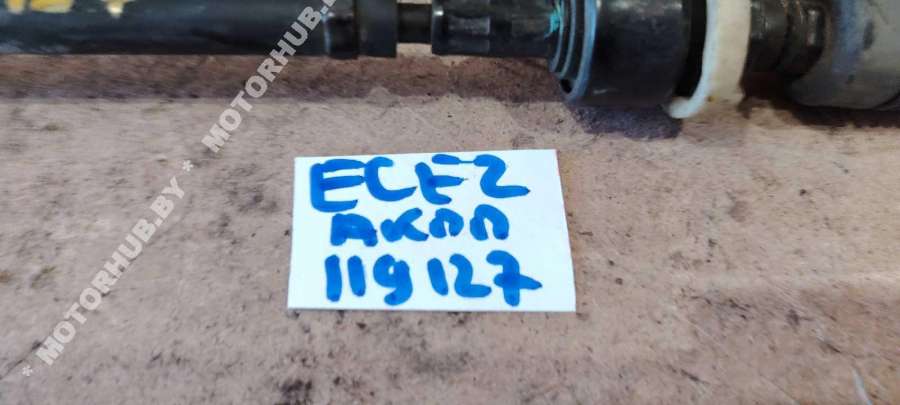 ECF2
АКПП
119127
* MOTORHUB.BY * MOTORHUB